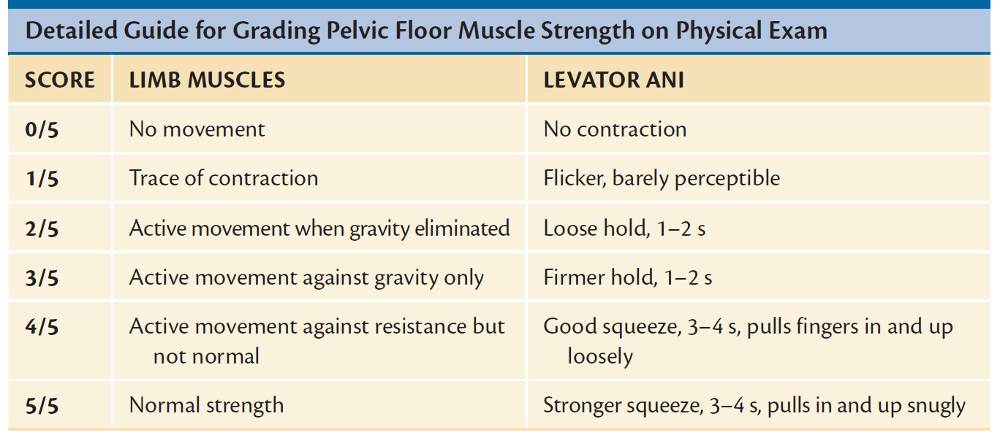 Detailed Guide for Grading Pelvic Floor Muscle Strength on Physical Exam
SCORE LIMB MUSCLES LEVATOR ANI
0/5 No movement No contraction
1/5 Trace of contraction Flicker, barely perceptible
2/5 Active movement when gravity eliminated Loose hold, 1–2 s
3/5 Active movement against gravity only Firmer hold, 1–2 s
4/5 Active movement against resistance but Good squeeze, 3–4 s, pulls fingers in and up
not normal loosely
5/5 Normal strength Stronger squeeze, 3–4 s, pulls in and up snugly